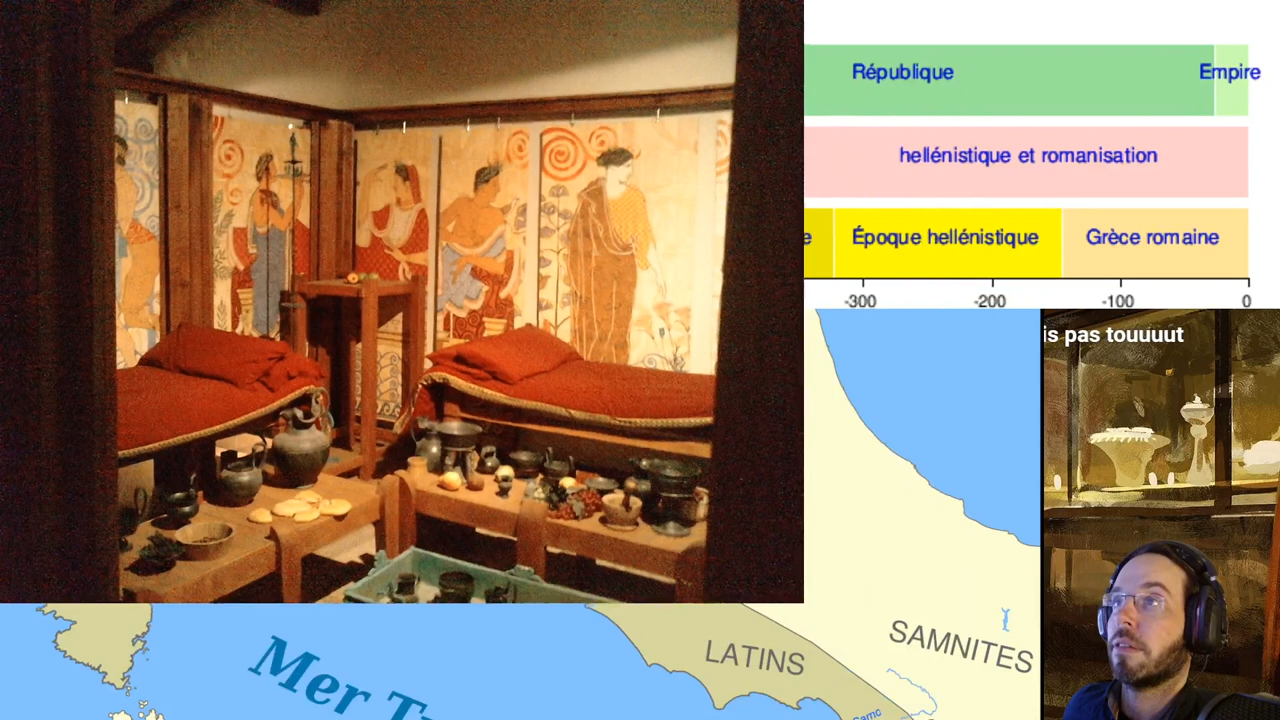 République
Empire
hellénistique et romanisation
e
Époque hellénistique
Grèce romaine
-300
-200
-100
0
is pas touuuut
SAMNITES
LATINS
Mer T